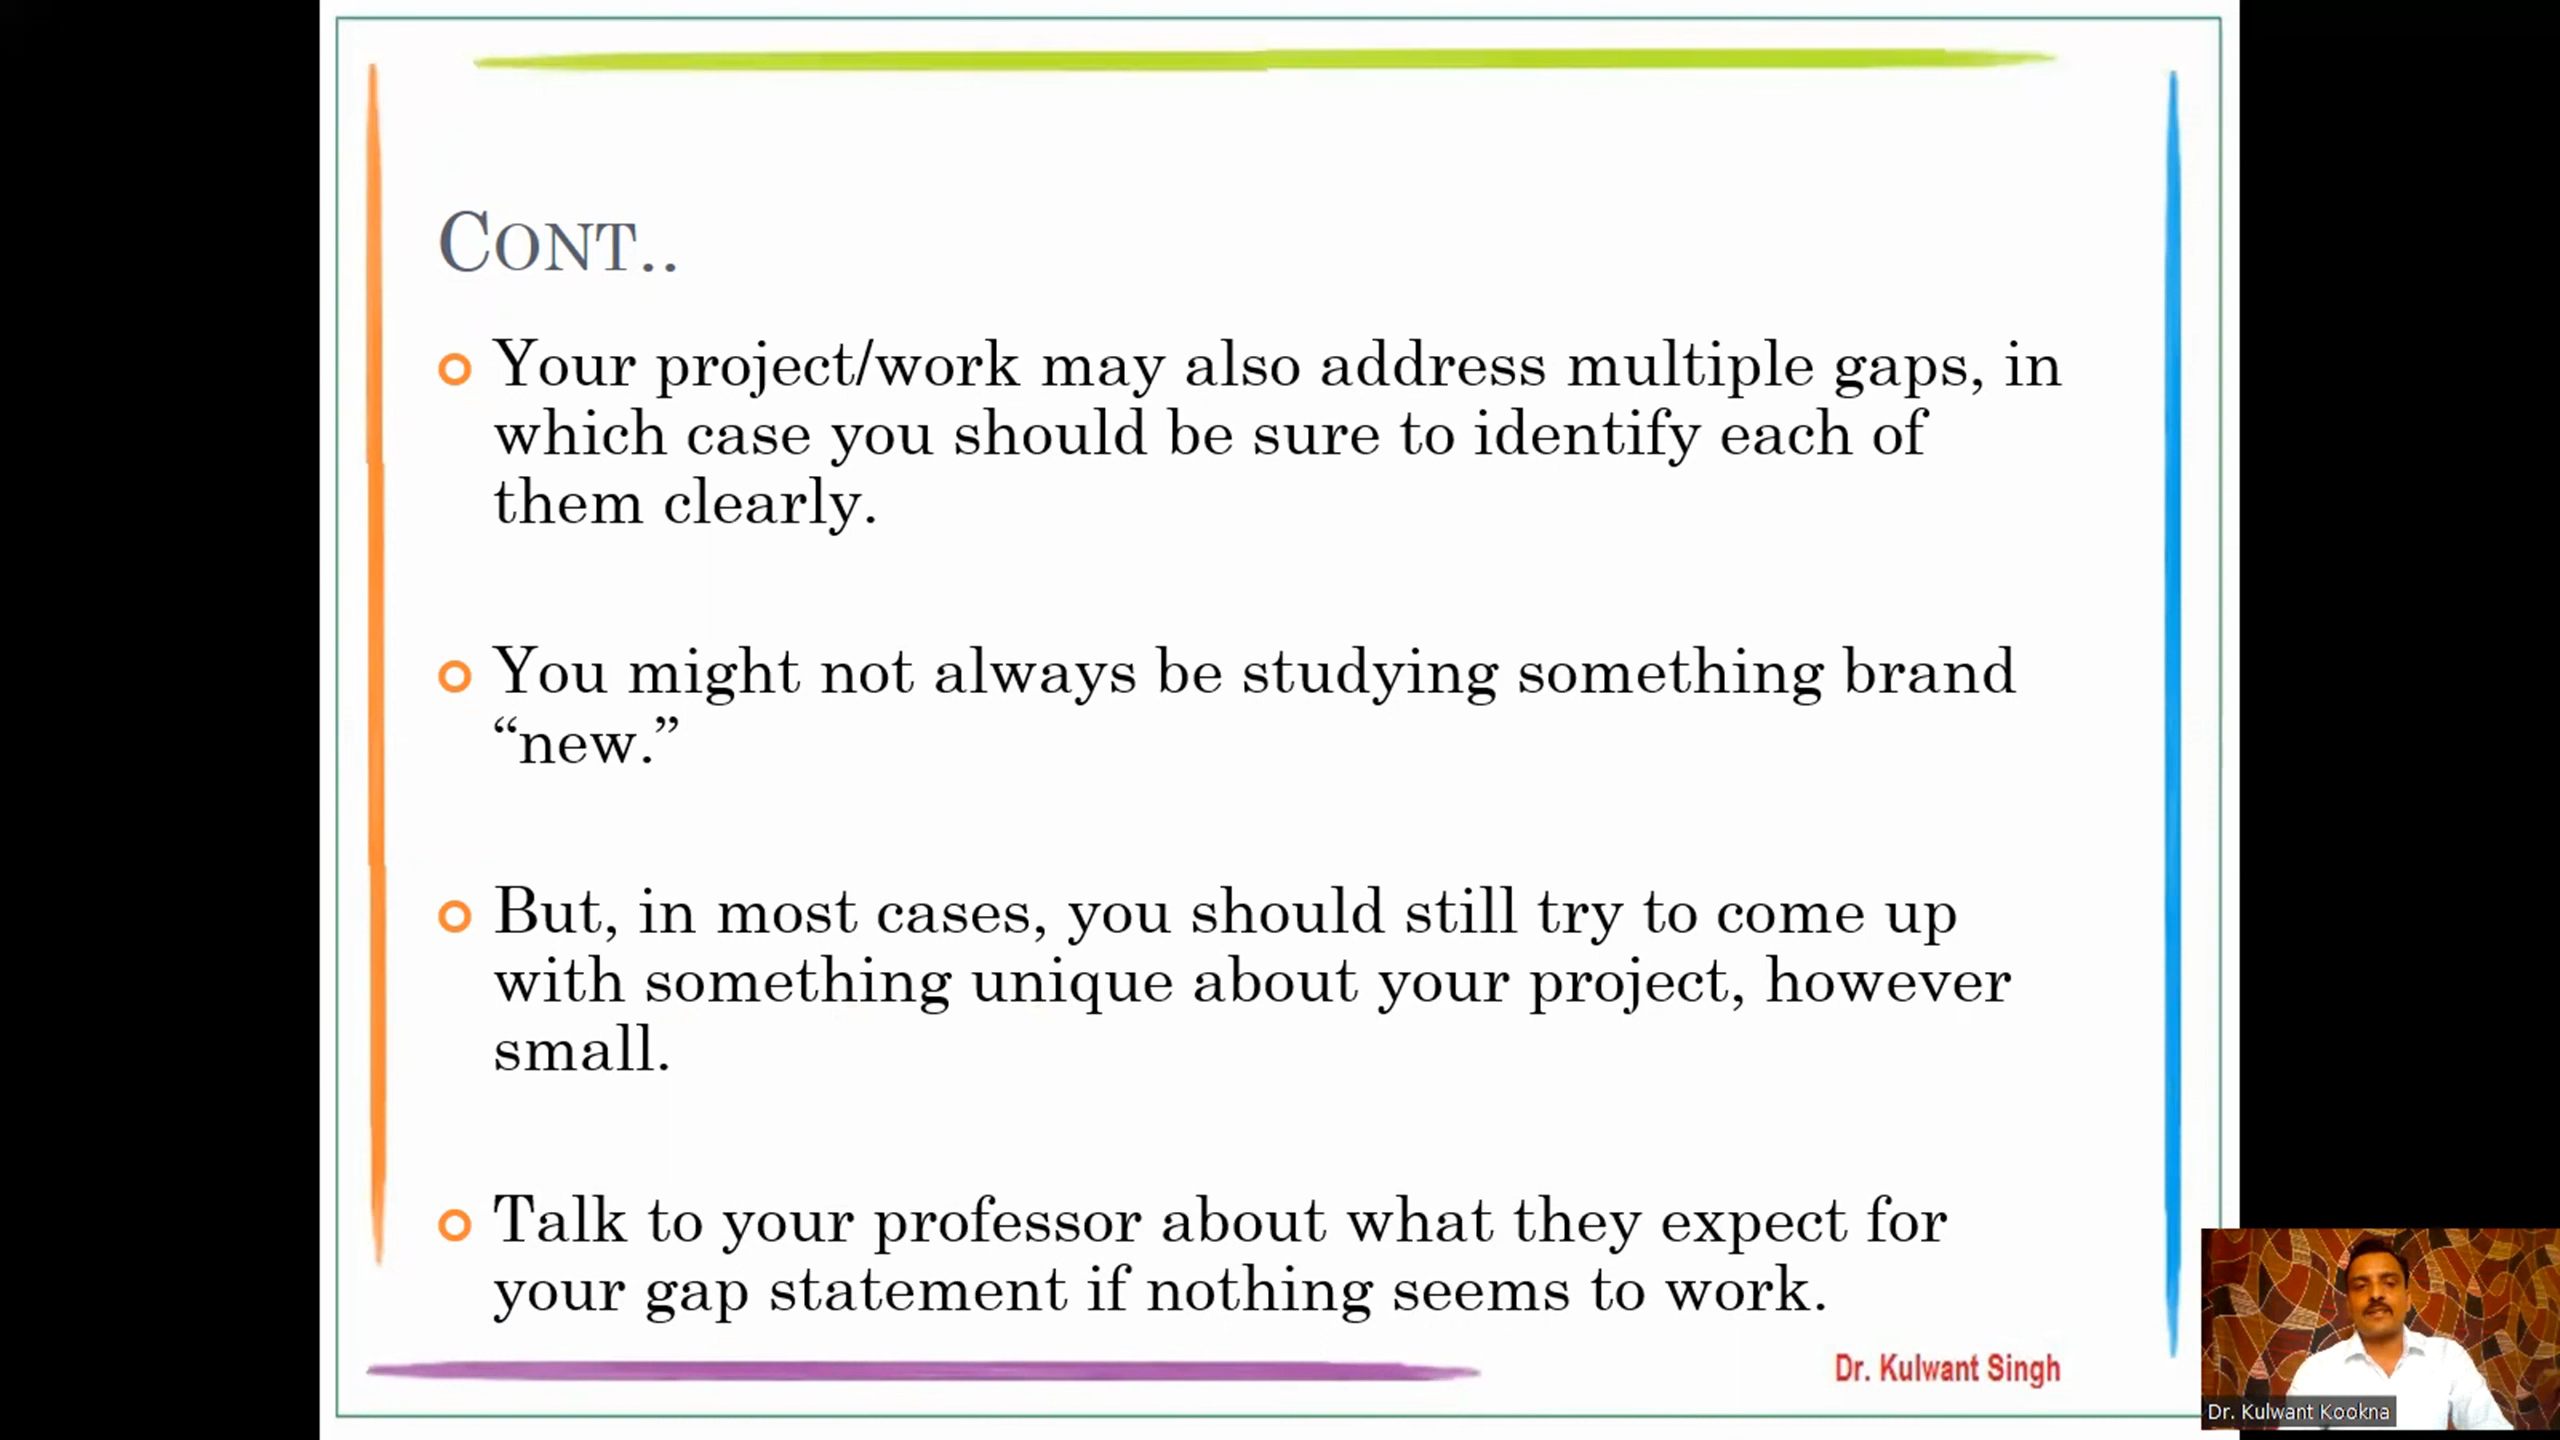 CONT..
Your project/work may also address multiple gaps, in
which case you should be sure to identify each of
them clearly.
You might not always be studying something brand
“new.”
But, in most cases, you should still try to come up
with something unique about your project, however
small.
Talk to your professor about what they expect for
your gap statement if nothing seems to work.
Dr. Kulwant Singh
Dr. Kulwant Kookna